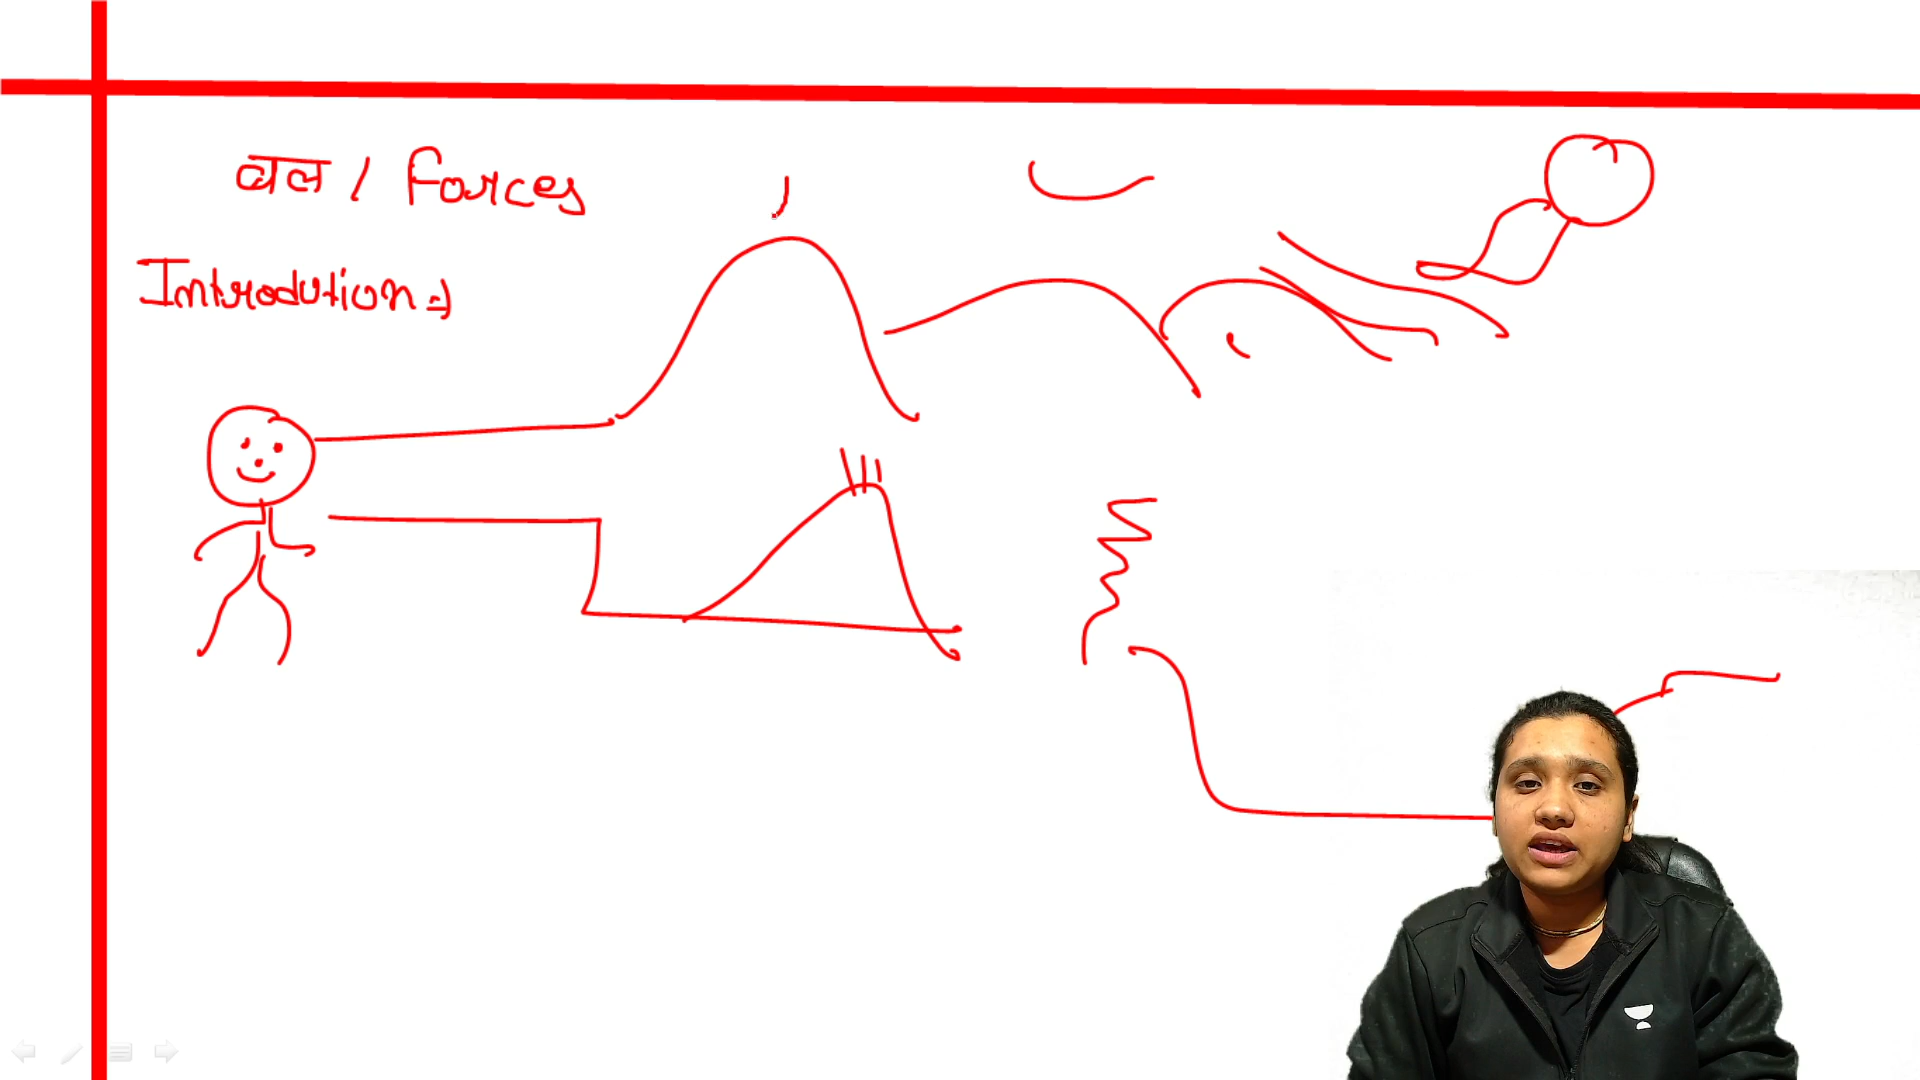 बल / Forces
Introdution :-)